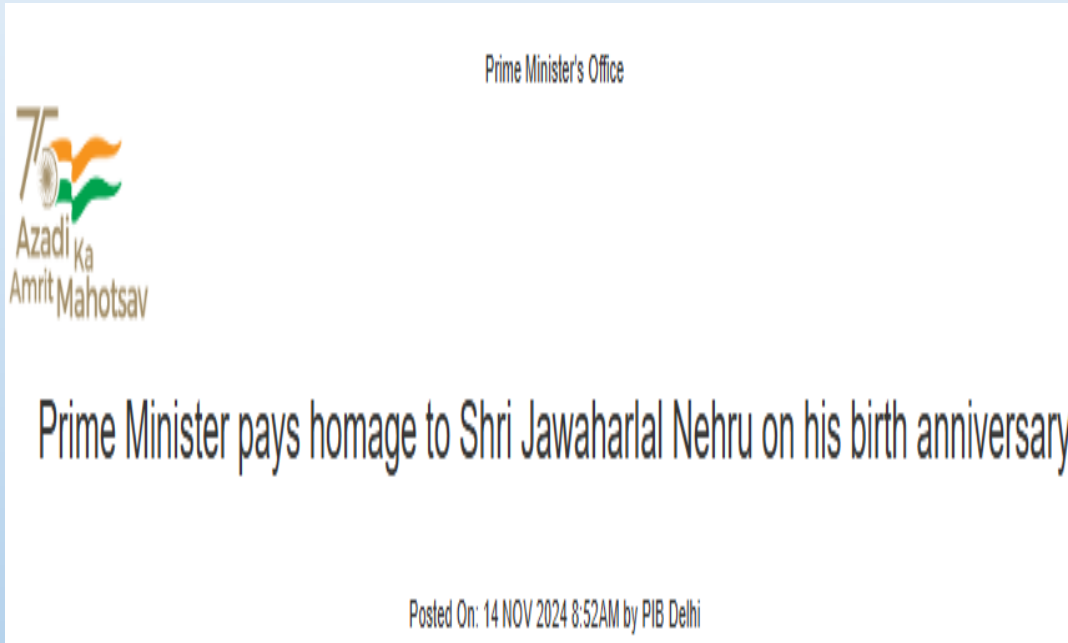 Prime Minister's Office
75
Azadi Ka
Amrit Mahotsav
Prime Minister pays homage to Shri Jawaharlal Nehru on his birth anniversary
Posted On: 14 NOV 2024 8:52AM by PIB Delhi